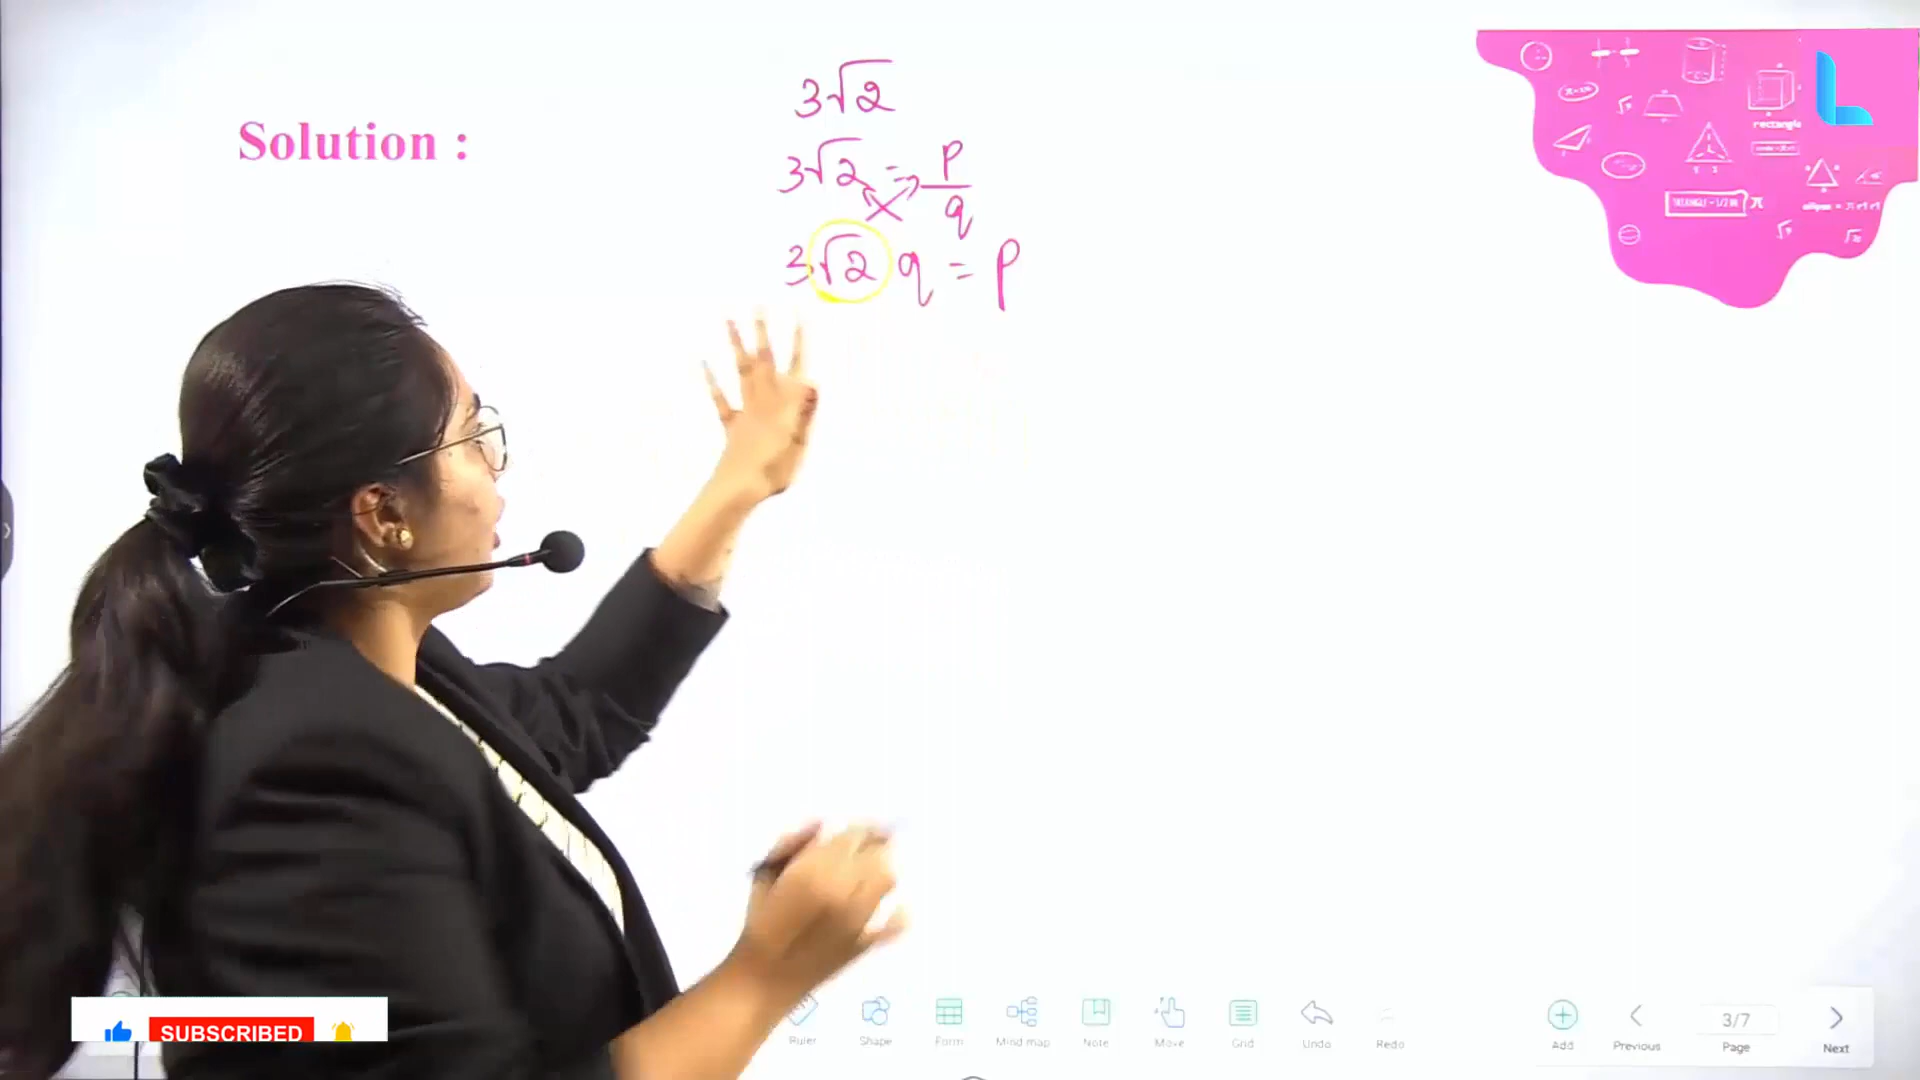 3√2
Solution :
3√2 = p/q
3√2 q = p
rectangle
SUBSCRIBED
Ruler
Shape
Form
Mind map
Note
Move
Grid
Undo
Redo
Add
Previous
3/7
Page
Next